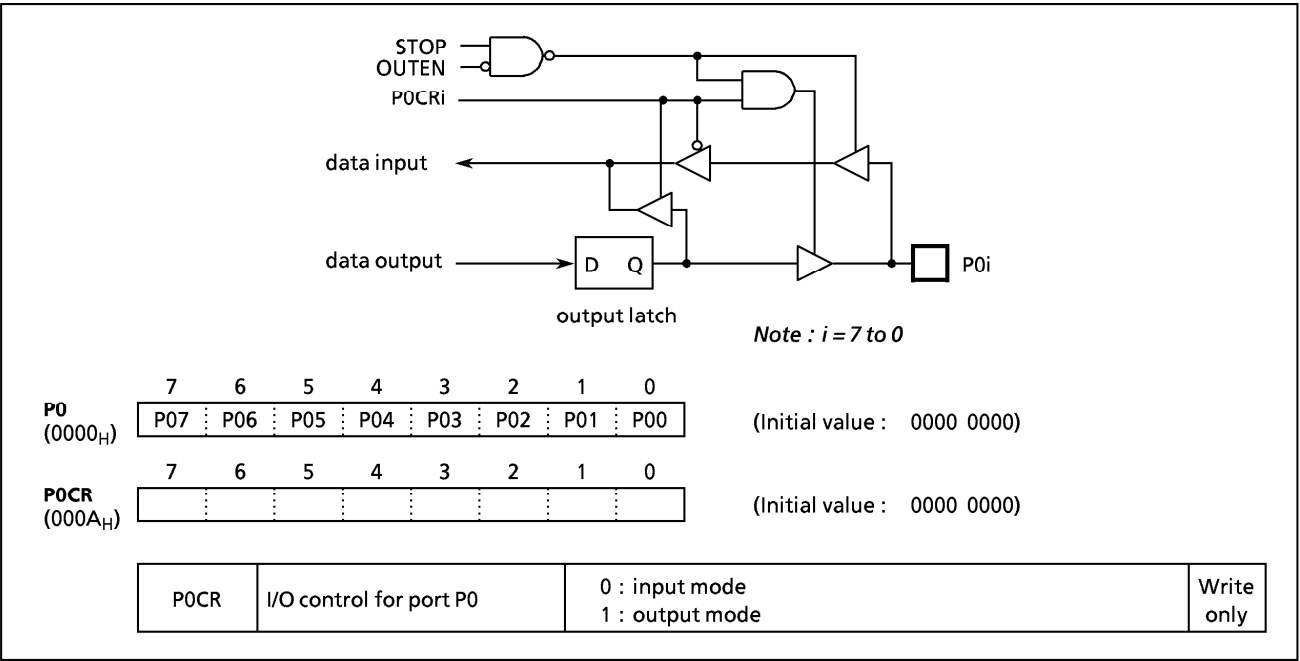 STOP
OUTEN
P0CRi
data input
data output
D Q
P0i
output latch
Note : i = 7 to 0
7 6 5 4 3 2 1 0
P0
(0000H)
P07 P06 P05 P04 P03 P02 P01 P00
(Initial value : 0000 0000)
7 6 5 4 3 2 1 0
P0CR
(000AH)
(Initial value : 0000 0000)
P0CR
I/O control for port P0
0 : input mode
1 : output mode
Write
only